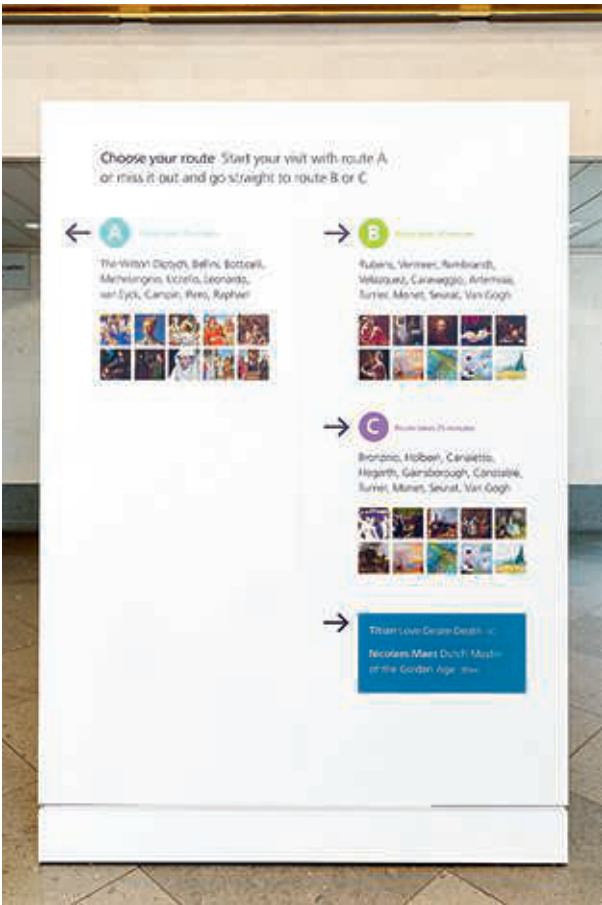 Choose your route Start your visit with route A
or miss it out and go straight to route B or C
A
The Wilton Diptych, Bellini, Botticelli,
Michelangelo, Uccello, Leonardo,
van Eyck, Campin, Piero, Raphael
B
Rubens, Vermeer, Rembrandt,
Velázquez, Caravaggio, Artemisia,
Turner, Monet, Seurat, Van Gogh
C Route takes 25 minutes
Bronzino, Holbein, Canaletto,
Hogarth, Gainsborough, Constable,
Turner, Monet, Seurat, Van Gogh
Titian Love Desire Death
Nicolaes Maes Dutch Master
of the Golden Age